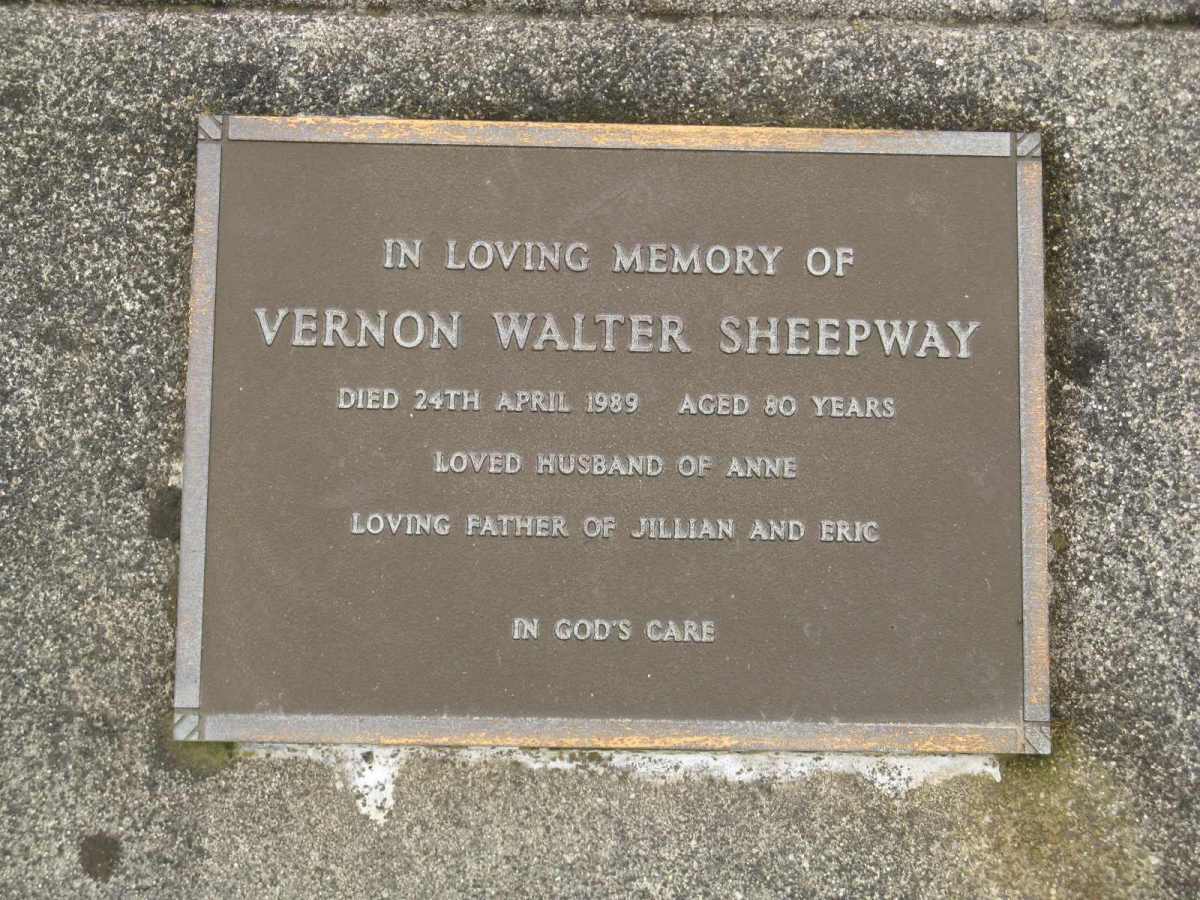 IN LOVING MEMORY OF
VERNON WALTER SHEEPWAY
DIED 24TH APRIL 1989 AGED 80 YEARS
LOVED HUSBAND OF ANNE
LOVING FATHER OF JILLIAN AND ERIC
IN GOD'S CARE